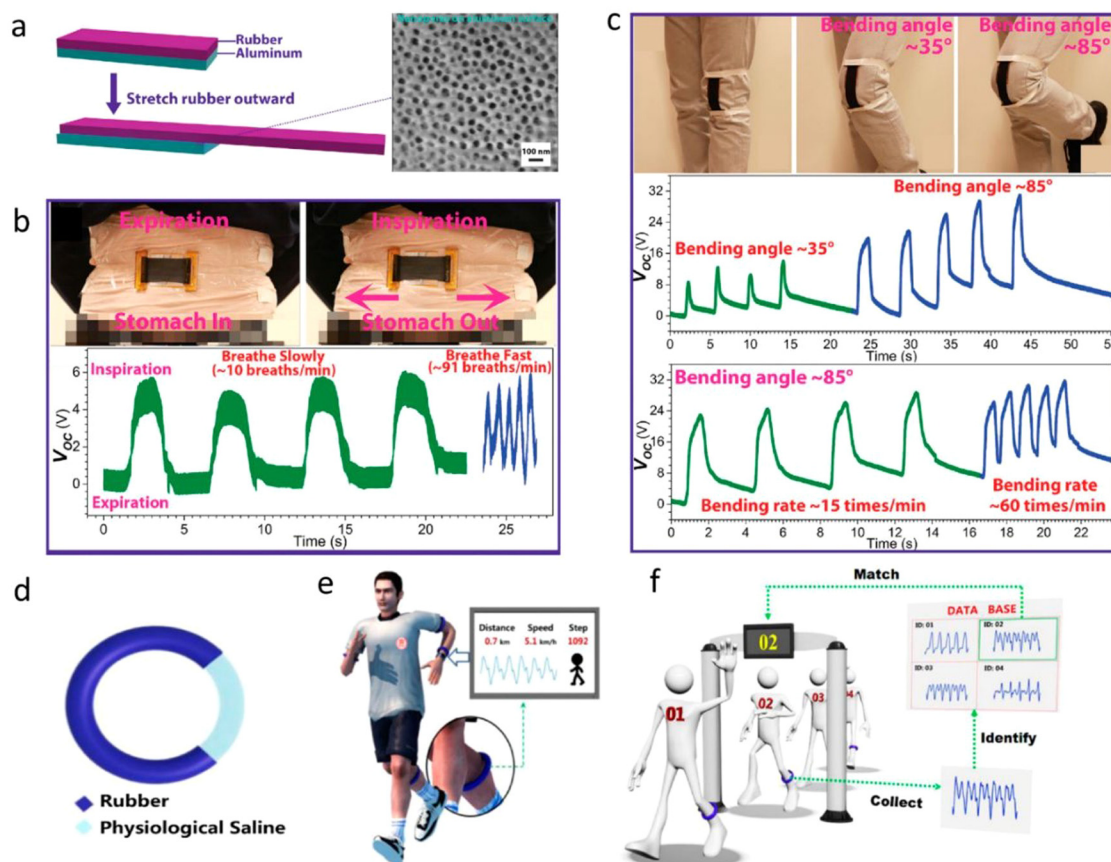 a
Rubber
Aluminum
Stretch rubber outward
100 nm
b
Expiration
Stomach In
Inspiration
Stomach Out
Breathe Slowly
(~10 breaths/min)
Breathe Fast
(~91 breaths/min)
Inspiration
Expiration
V_OC (V)
6
4
2
0
0 5 10 15 20 25
Time (s)
c
Bending angle
~35°
Bending angle
~85°
Bending angle ~85°
Bending angle ~35°
V_OC (V)
32
24
16
8
0
0 5 10 15 20 25 30 35 40 45 50
Time (s)
Bending angle ~85°
V_OC (V)
32
24
16
8
0
Bending rate ~15 times/min
Bending rate
~60 times/min
0 2 4 6 8 10 12 14 16 18 20 22
Time (s)
d
Rubber
Physiological Saline
e
Distance Speed Step
0.7 km 5.1 km/h 1092
f
Match
02
DATA BASE
ID: 01 ID: 02
ID: 03 ID: 04
01
02
03
Identify
Collect